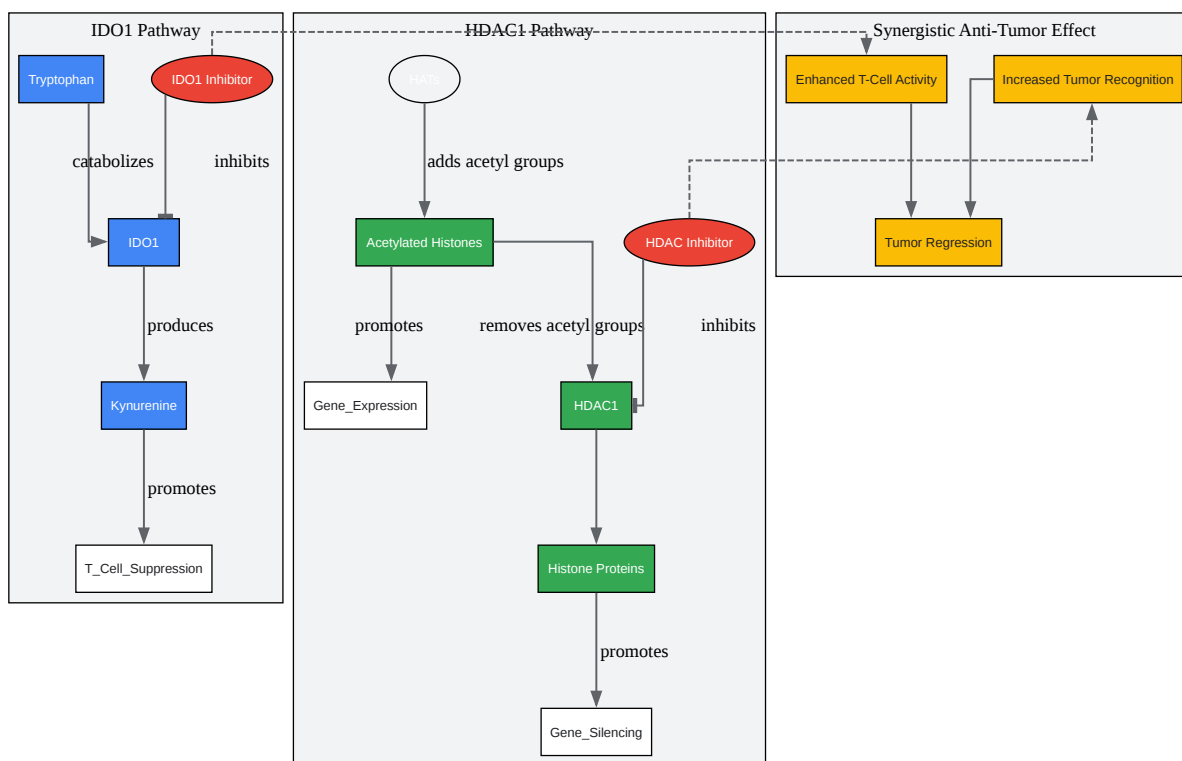 IDO1 Pathway
Tryptophan
IDO1 Inhibitor
catabolizes
inhibits
IDO1
produces
Kynurenine
promotes
T_Cell_Suppression
HDAC1 Pathway
HATs
adds acetyl groups
Acetylated Histones
HDAC Inhibitor
promotes
removes acetyl groups
inhibits
Gene_Expression
HDAC1
Histone Proteins
promotes
Gene_Silencing
Synergistic Anti-Tumor Effect
Enhanced T-Cell Activity
Increased Tumor Recognition
Tumor Regression